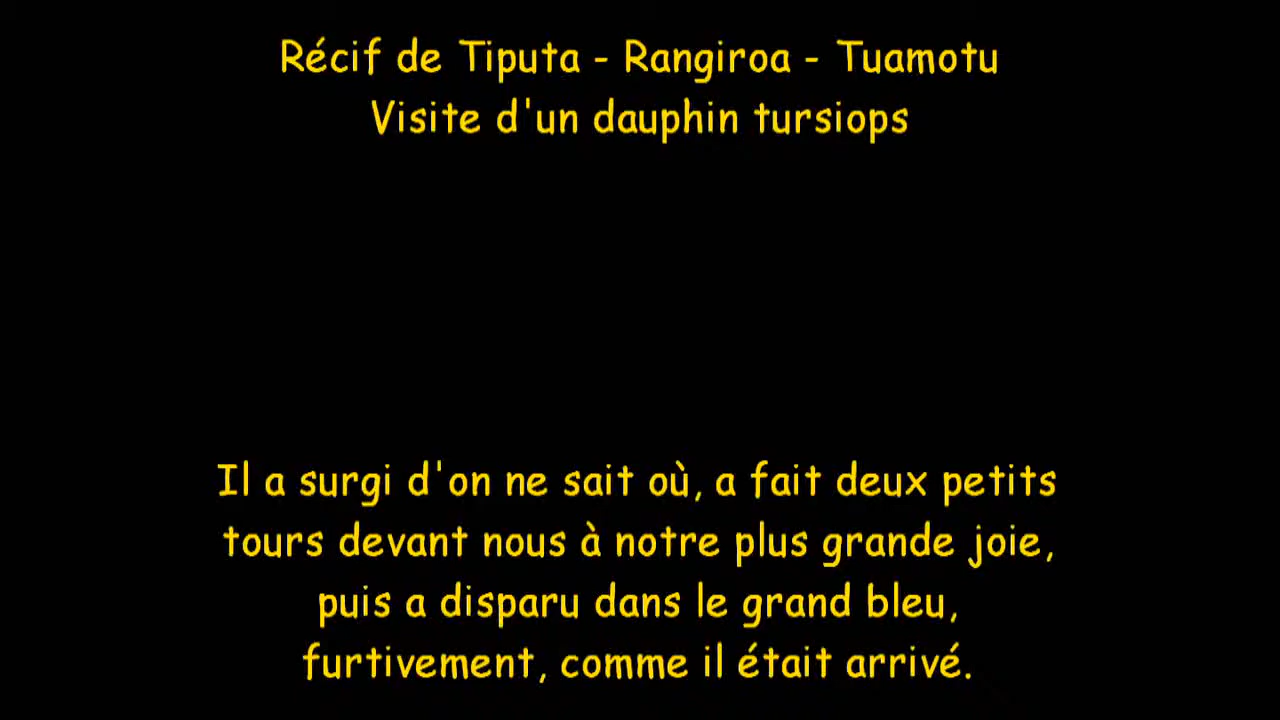 Récif de Tiputa - Rangiroa - Tuamotu
Visite d'un dauphin tursiops
Il a surgi d'on ne sait où, a fait deux petits
tours devant nous à notre plus grande joie,
puis a disparu dans le grand bleu,
furtivement, comme il était arrivé.